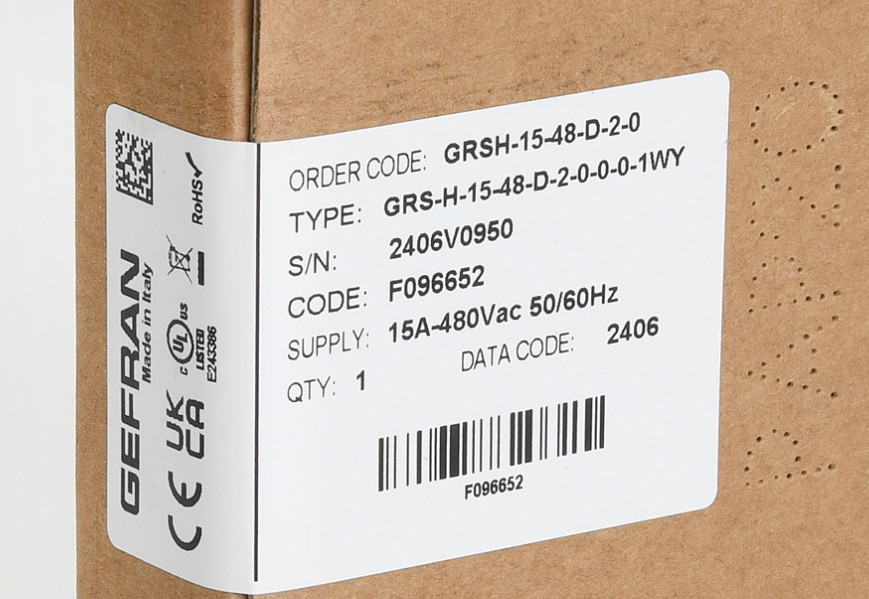 ORDER CODE: GRSH-15-48-D-2-0
TYPE: GRS-H-15-48-D-2-0-0-0-1WY
S/N: 2406V0950
CODE: F096652
SUPPLY: 15A-480Vac 50/60Hz
QTY: 1 DATA CODE: 2406
F096652
GEFRAN
Made in Italy
CE
UK
CA
c UL US
LISTED
E243386
RoHS✓